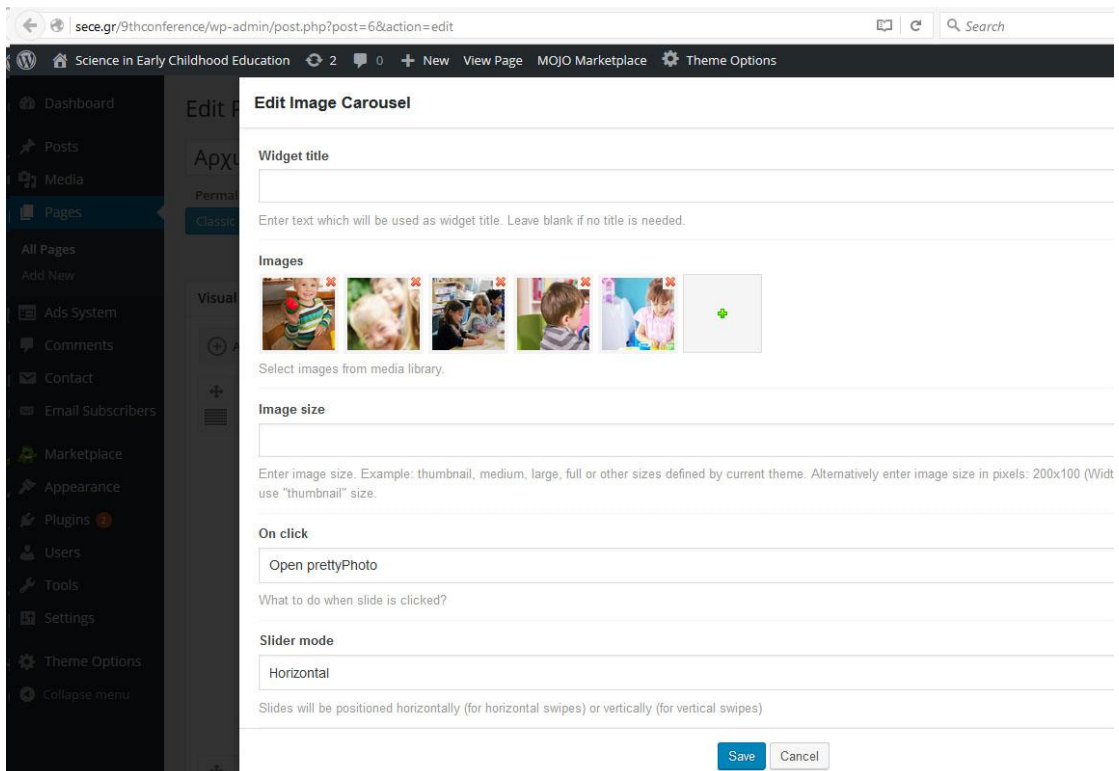 sece.gr/9thconference/wp-admin/post.php?post=6&action=edit
Search
Science in Early Childhood Education 2 0 New View Page MOJO Marketplace Theme Options
Dashboard
Posts
Media
Pages
All Pages
Add New
Ads System
Comments
Contact
Email Subscribers
Marketplace
Appearance
Plugins 2
Users
Tools
Settings
Theme Options
Collapse menu
Edit
Αρχι
Permal
Classic
Visual
Edit Image Carousel
Widget title
Enter text which will be used as widget title. Leave blank if no title is needed.
Images
Select images from media library.
Image size
Enter image size. Example: thumbnail, medium, large, full or other sizes defined by current theme. Alternatively enter image size in pixels: 200x100 (Widt
use "thumbnail" size.
On click
Open prettyPhoto
What to do when slide is clicked?
Slider mode
Horizontal
Slides will be positioned horizontally (for horizontal swipes) or vertically (for vertical swipes)
Save Cancel